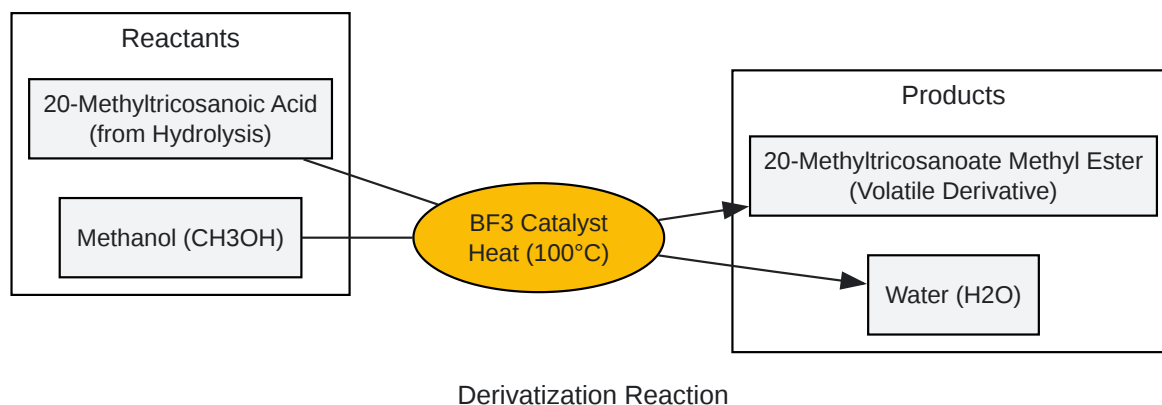 Reactants
20-Methyltricosanoic Acid
(from Hydrolysis)
Methanol (CH3OH)
BF3 Catalyst
Heat (100°C)
Products
20-Methyltricosanoate Methyl Ester
(Volatile Derivative)
Water (H2O)
Derivatization Reaction